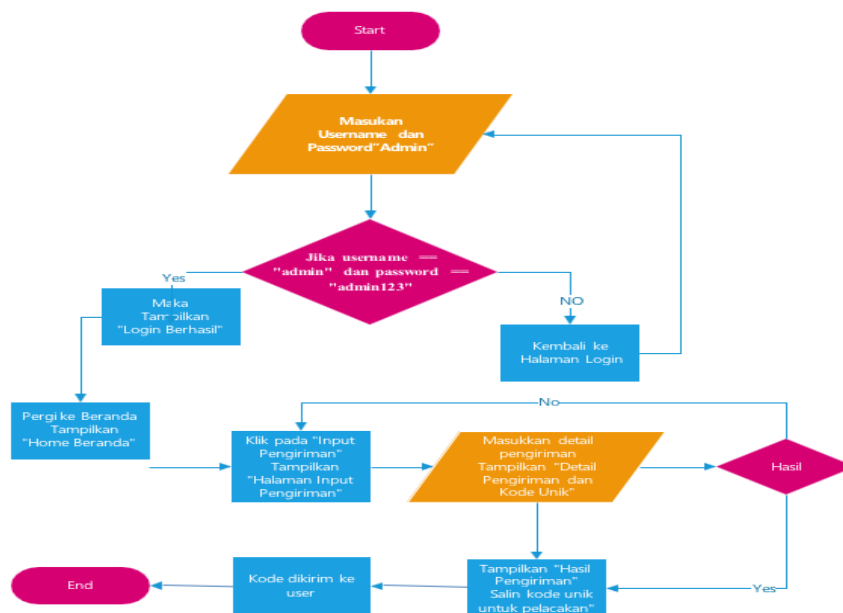 Start
Masukan
Username dan
Password"Admin"
Jika username ==
"admin" dan password ==
"admin123"
Yes
NO
Maka
Tampilkan
"Login Berhasil"
Kembali ke
Halaman Login
Pergi ke Beranda
Tampilkan
"Home Beranda"
No
Klik pada "Input
Pengiriman"
Tampilkan
"Halaman Input
Pengiriman"
Masukkan detail
pengiriman
Tampilkan "Detail
Pengiriman dan
Kode Unik"
Hasil
Yes
Tampilkan "Hasil
Pengiriman"
Salin kode unik
untuk pelacakan"
Kode dikirim ke
user
End